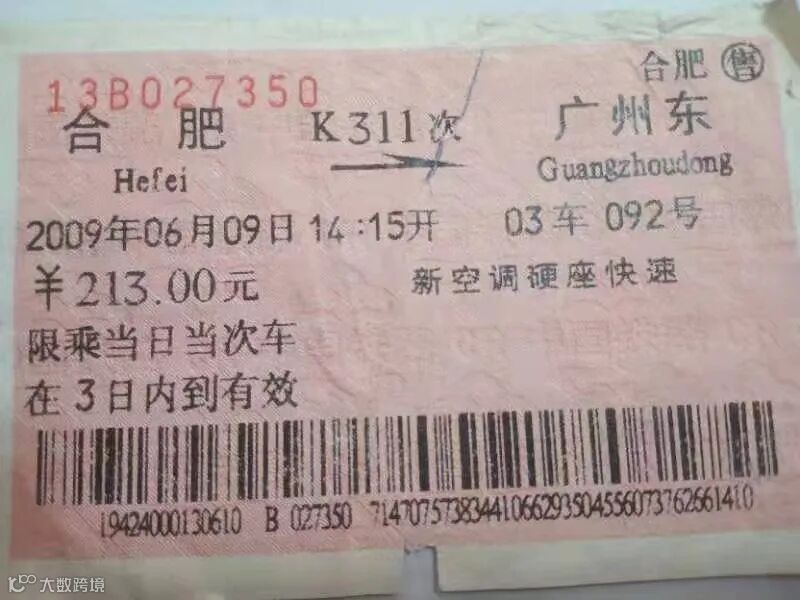 合肥 售
13B027350
合肥 K311次 广州东
Hefei Guangzhoudong
2009年06月09日 14:15开 03车 092号
￥213.00元 新空调硬座快速
限乘当日当次车
在3日内到有效
19424000130610 B 027350 7147075738344106629350455607376266​1410
大数跨境